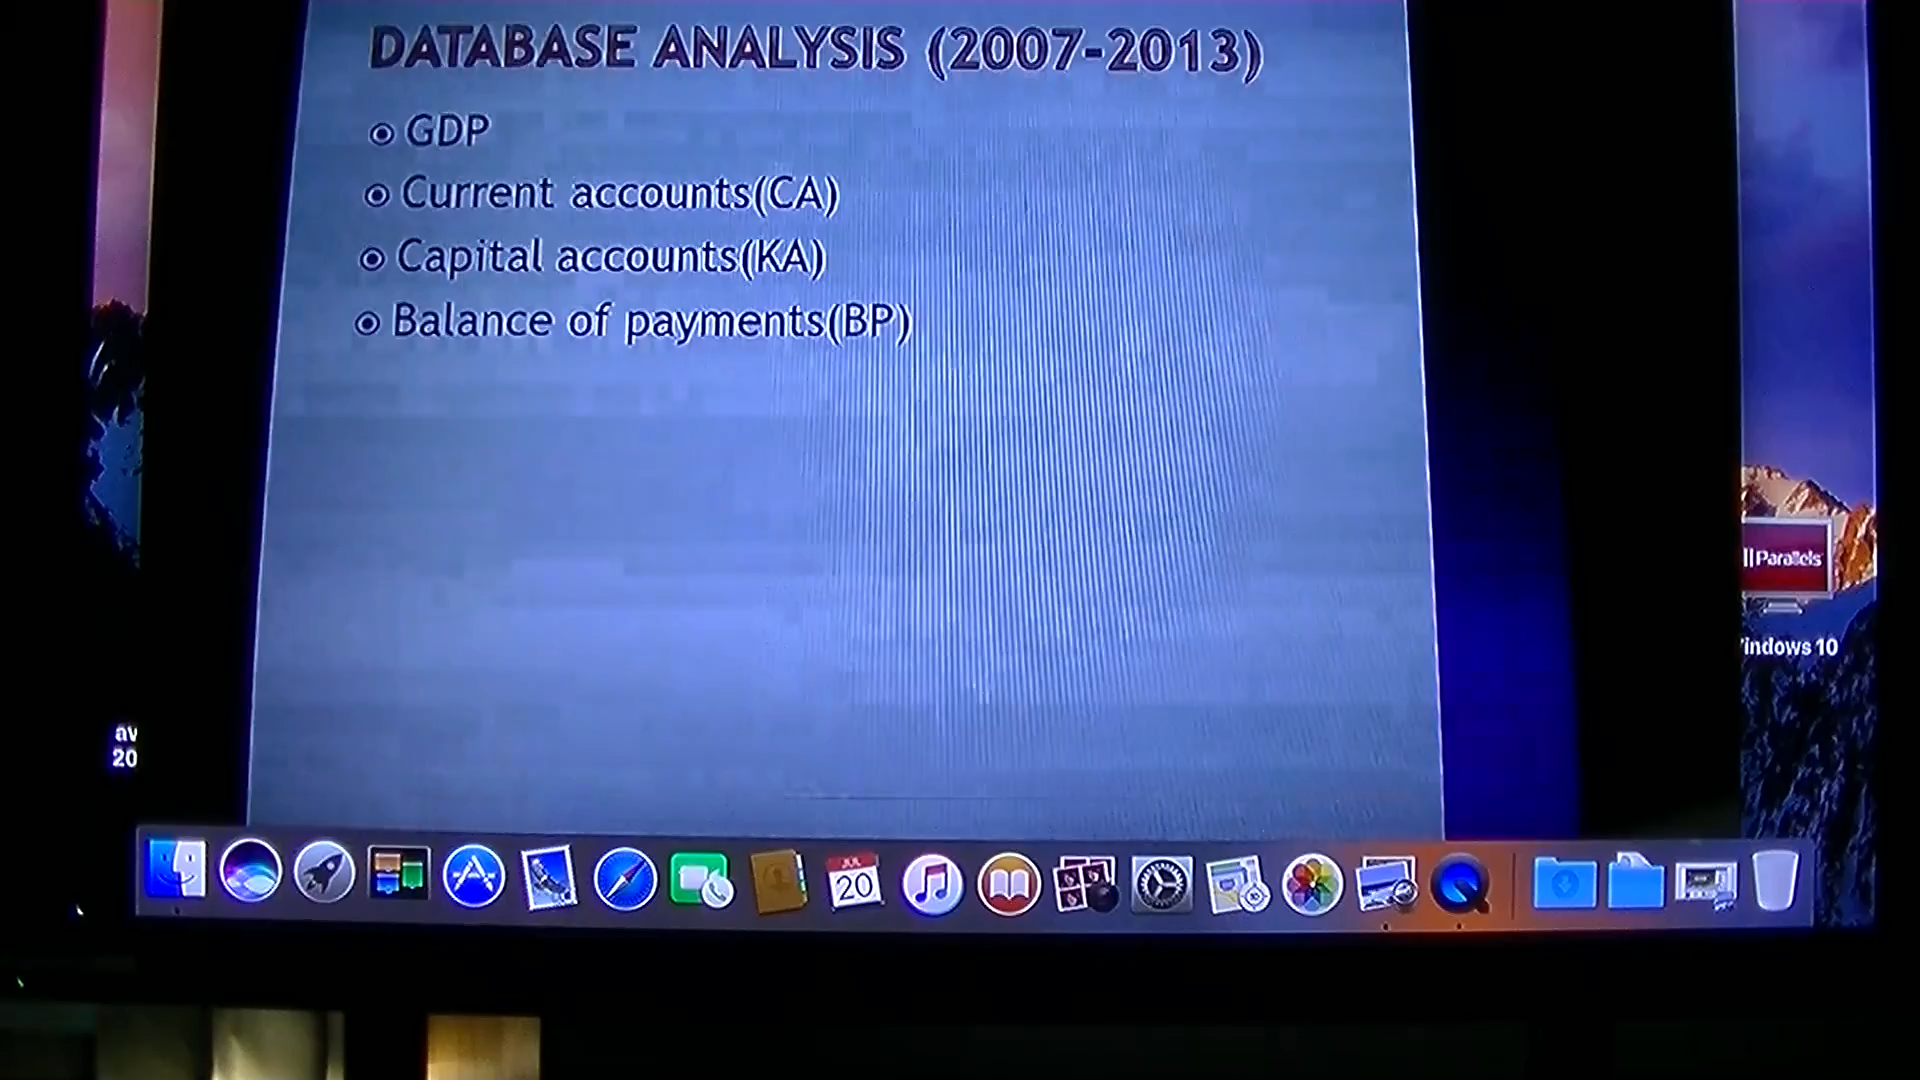 DATABASE ANALYSIS (2007-2013)
GDP
Current accounts(CA)
Capital accounts(KA)
Balance of payments(BP)
Parallels
indows 10
av
20
JUL
20